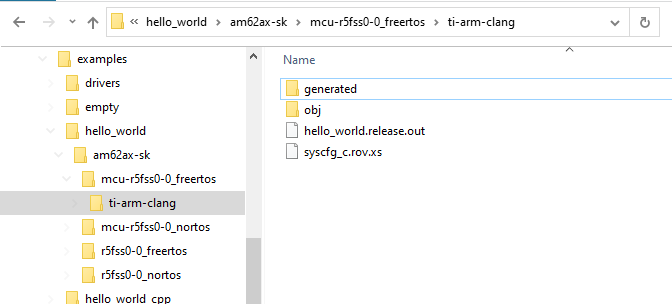 « hello_world › am62ax-sk › mcu-r5fss0-0_freertos › ti-arm-clang ›
examples
drivers
empty
hello_world
am62ax-sk
mcu-r5fss0-0_freertos
ti-arm-clang
mcu-r5fss0-0_nortos
r5fss0-0_freertos
r5fss0-0_nortos
hello_world_cpp
Name
generated
obj
hello_world.release.out
syscfg_c.rov.xs